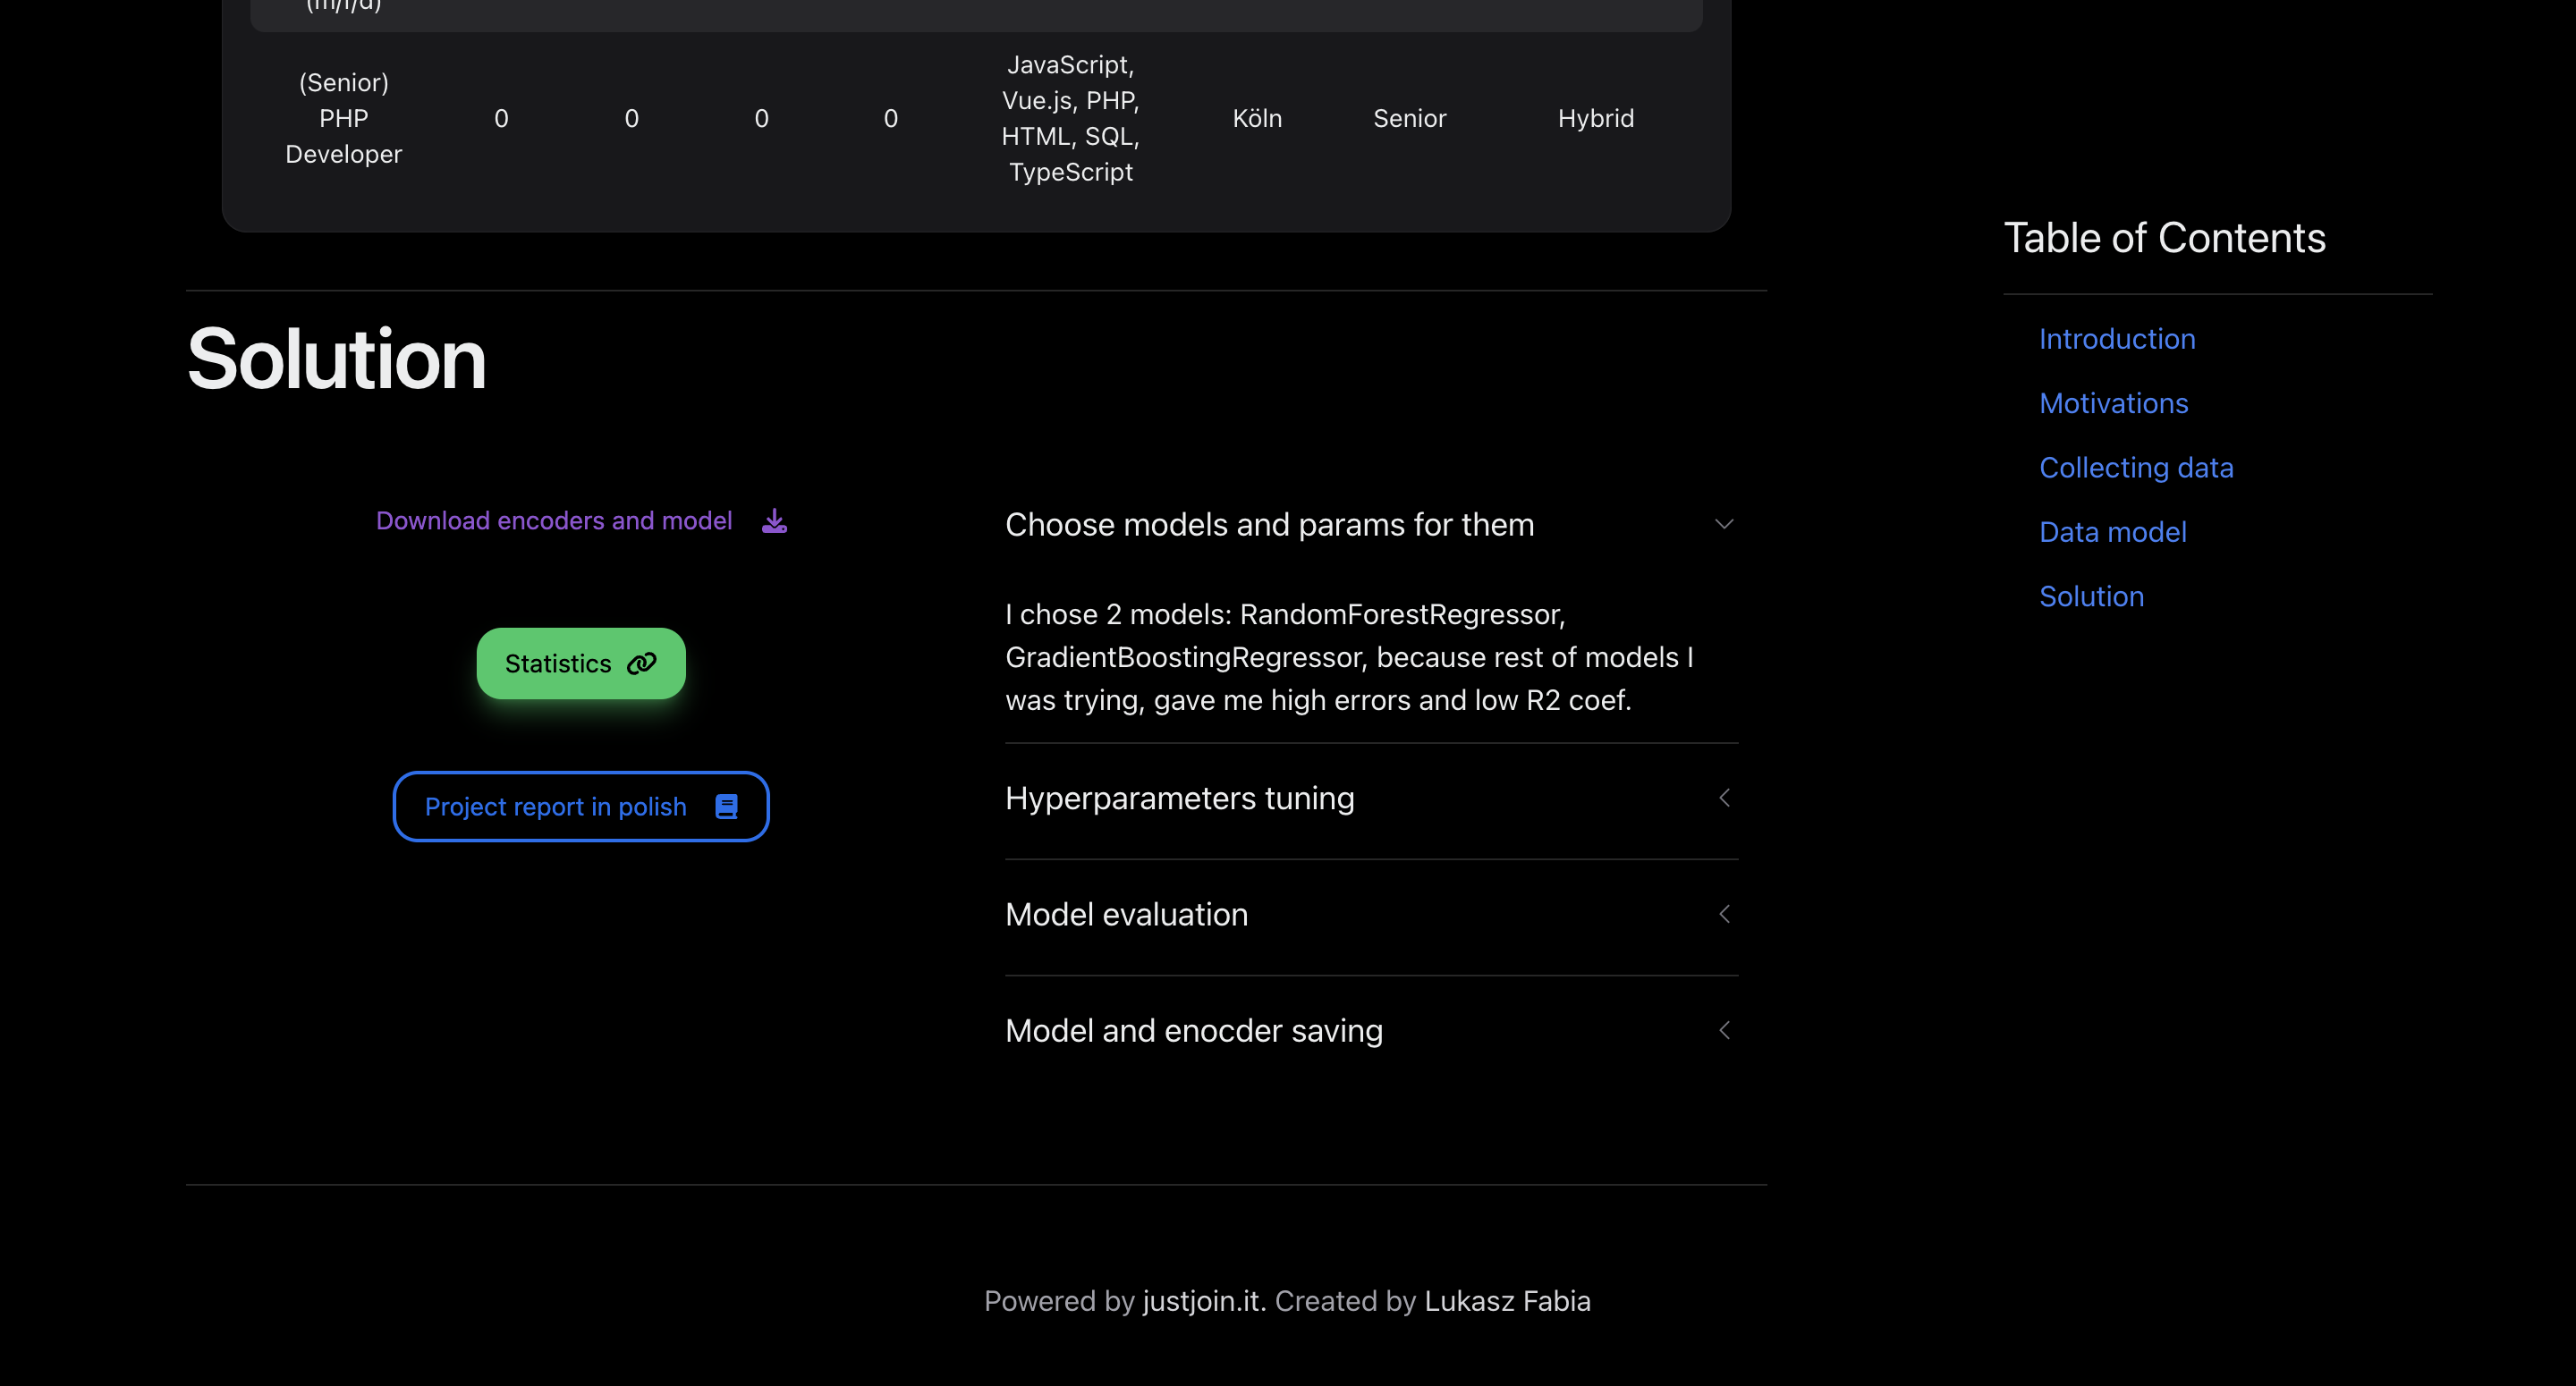 (m/f/d)
(Senior)
PHP
Developer
0
0
0
0
JavaScript,
Vue.js, PHP,
HTML, SQL,
TypeScript
Köln
Senior
Hybrid
Solution
Download encoders and model
Statistics
Project report in polish
Choose models and params for them
I chose 2 models: RandomForestRegressor,
GradientBoostingRegressor, because rest of models I
was trying, gave me high errors and low R2 coef.
Hyperparameters tuning
Model evaluation
Model and enocder saving
Table of Contents
Introduction
Motivations
Collecting data
Data model
Solution
Powered by justjoin.it. Created by Lukasz Fabia